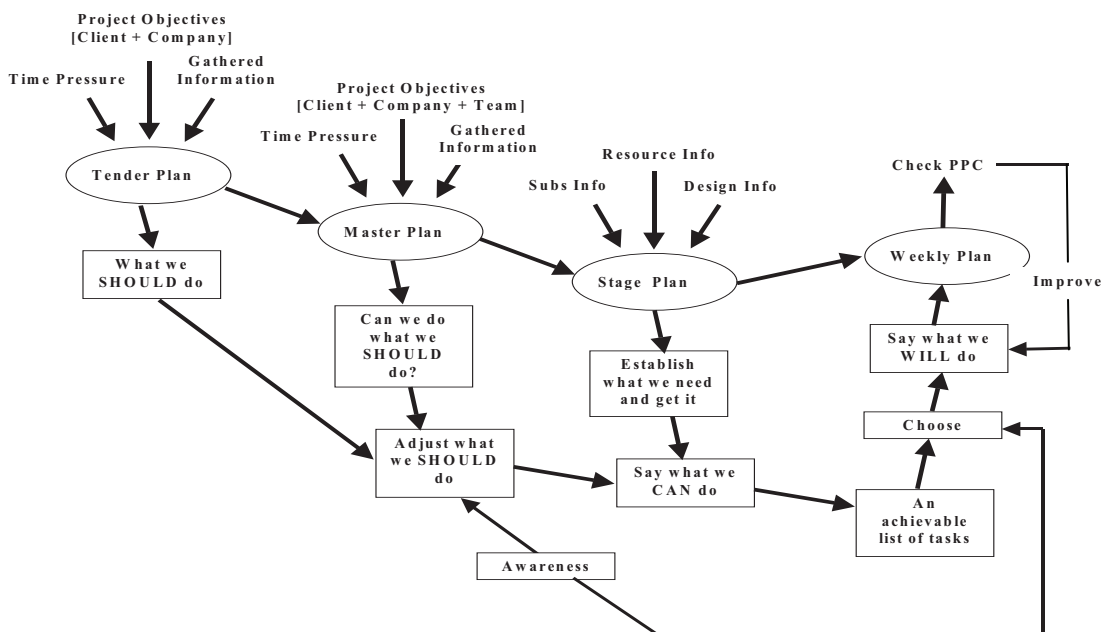 Project Objectives
[Client + Company]
Time Pressure
Gathered
Information
Tender Plan
What we
SHOULD do
Project Objectives
[Client + Company + Team]
Time Pressure
Gathered
Information
Master Plan
Can we do
what we
SHOULD
do?
Adjust what
we SHOULD
do
Resource Info
Subs Info
Design Info
Stage Plan
Establish
what we need
and get it
Say what we
CAN do
Check PPC
Weekly Plan
Improve
Say what we
WILL do
Choose
An
achievable
list of tasks
Awareness